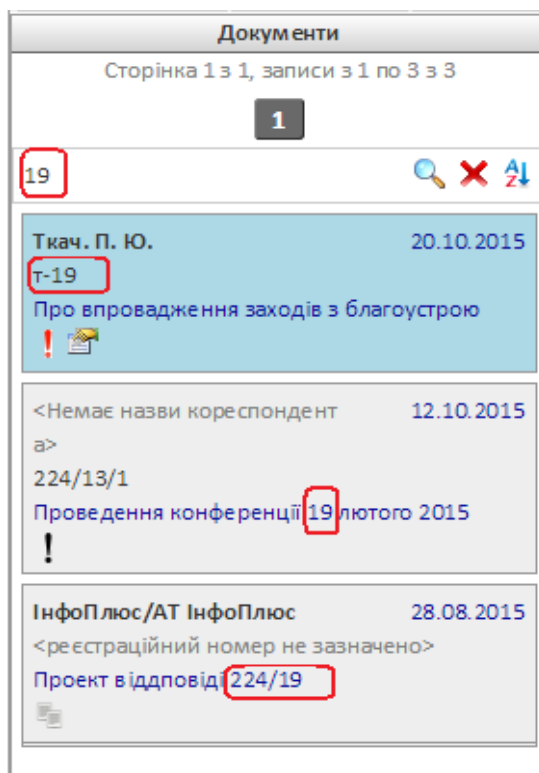 Документи
Сторінка 1 з 1, записи з 1 по 3 з 3
1
19
Ткач. П. Ю. 20.10.2015
т-19
Про впровадження заходів з благоустрою
<Немає назви кореспондент 12.10.2015
а>
224/13/1
Проведення конференції 19 лютого 2015
ІнфоПлюс/АТ ІнфоПлюс 28.08.2015
<реєстраційний номер не зазначено>
Проект віддповіді 224/19